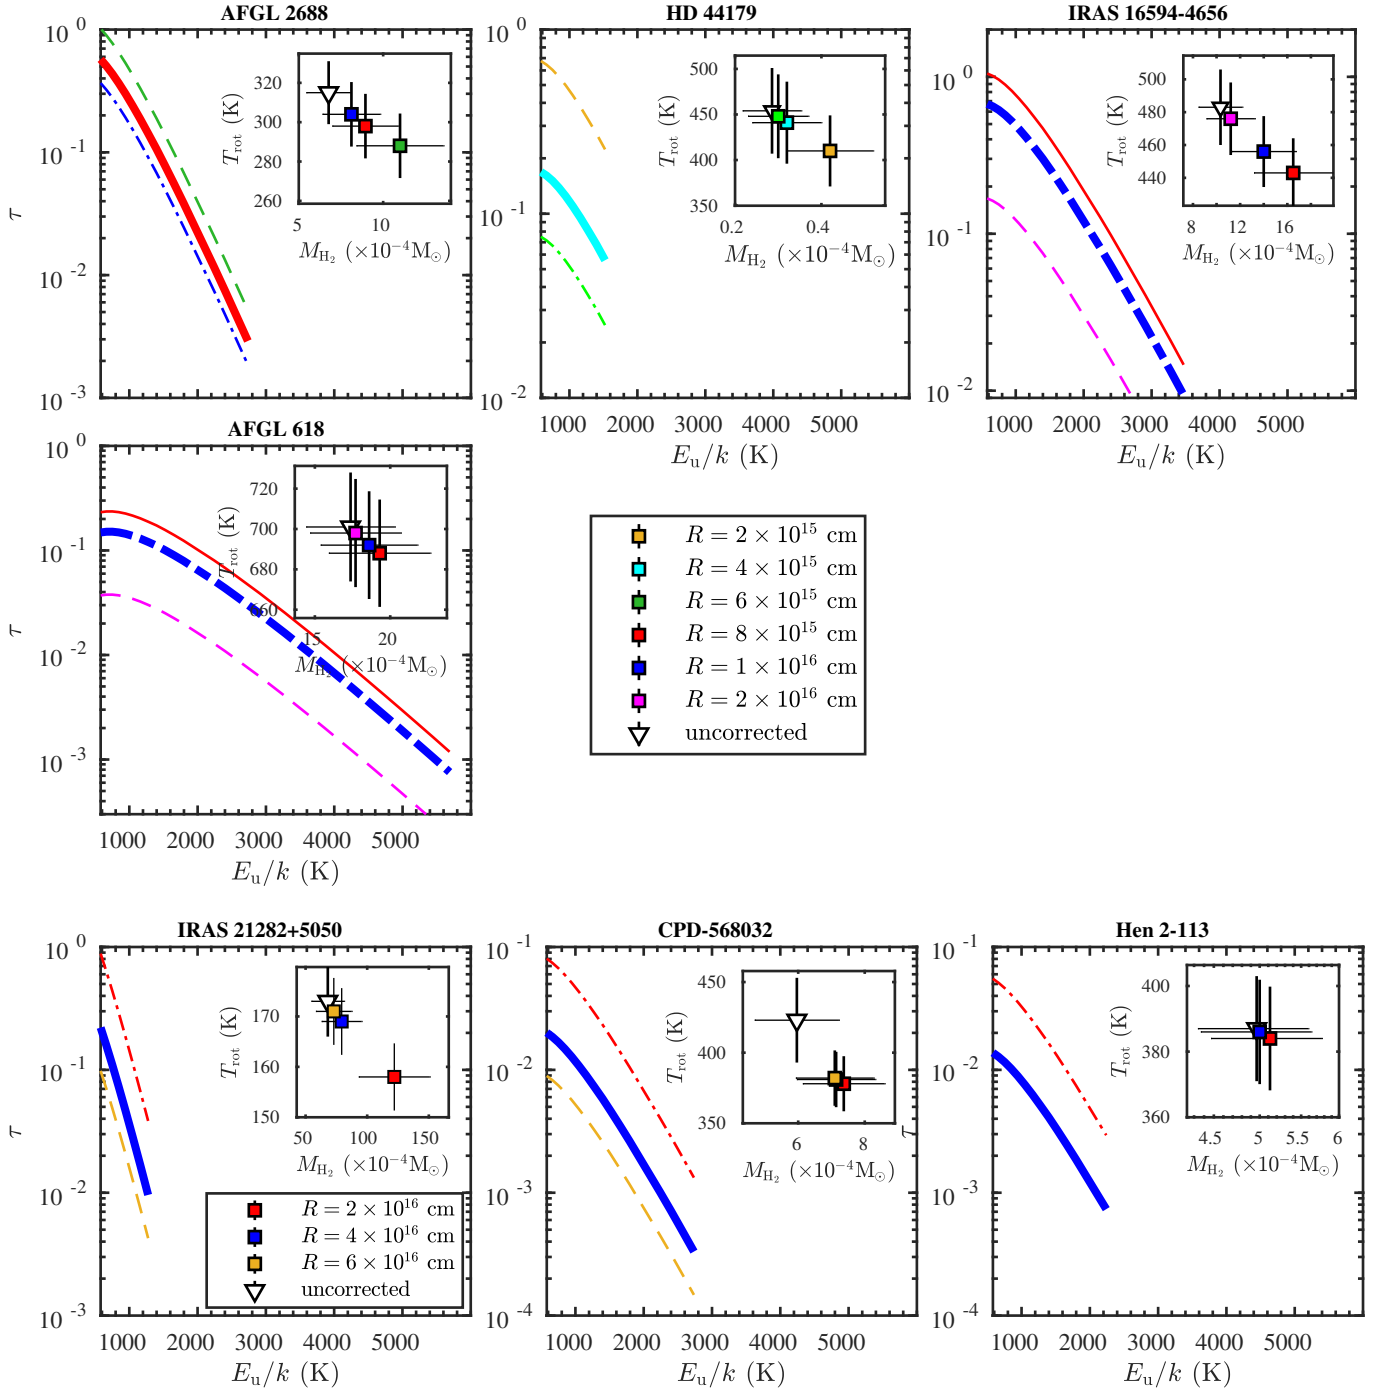 AFGL 2688
HD 44179
IRAS 16594-4656
10^0
10^-1
10^-2
10^-3
τ
320
300
280
260
T_rot (K)
5
10
M_H2 (×10^-4 M⊙)
10^0
10^-1
10^-2
500
450
400
350
T_rot (K)
0.2
0.4
M_H2 (×10^-4 M⊙)
1000 2000 3000 4000 5000
E_u/k (K)
10^0
10^-1
10^-2
500
480
460
440
T_rot (K)
8 12 16
M_H2 (×10^-4 M⊙)
1000 2000 3000 4000 5000
E_u/k (K)
AFGL 618
10^0
10^-1
10^-2
10^-3
τ
720
700
680
660
T_rot (K)
15 20
M_H2 (×10^-4 M⊙)
1000 2000 3000 4000 5000
E_u/k (K)
R = 2 × 10^15 cm
R = 4 × 10^15 cm
R = 6 × 10^15 cm
R = 8 × 10^15 cm
R = 1 × 10^16 cm
R = 2 × 10^16 cm
uncorrected
IRAS 21282+5050
CPD-568032
Hen 2-113
10^0
10^-1
10^-2
10^-3
τ
170
160
150
T_rot (K)
50 100 150
M_H2 (×10^-4 M⊙)
R = 2 × 10^16 cm
R = 4 × 10^16 cm
R = 6 × 10^16 cm
uncorrected
1000 2000 3000 4000 5000
E_u/k (K)
10^-1
10^-2
10^-3
10^-4
450
400
350
T_rot (K)
6 8
M_H2 (×10^-4 M⊙)
1000 2000 3000 4000 5000
E_u/k (K)
10^-1
10^-2
10^-3
10^-4
τ
400
380
360
T_rot (K)
4.5 5 5.5 6
M_H2 (×10^-4 M⊙)
1000 2000 3000 4000 5000
E_u/k (K)